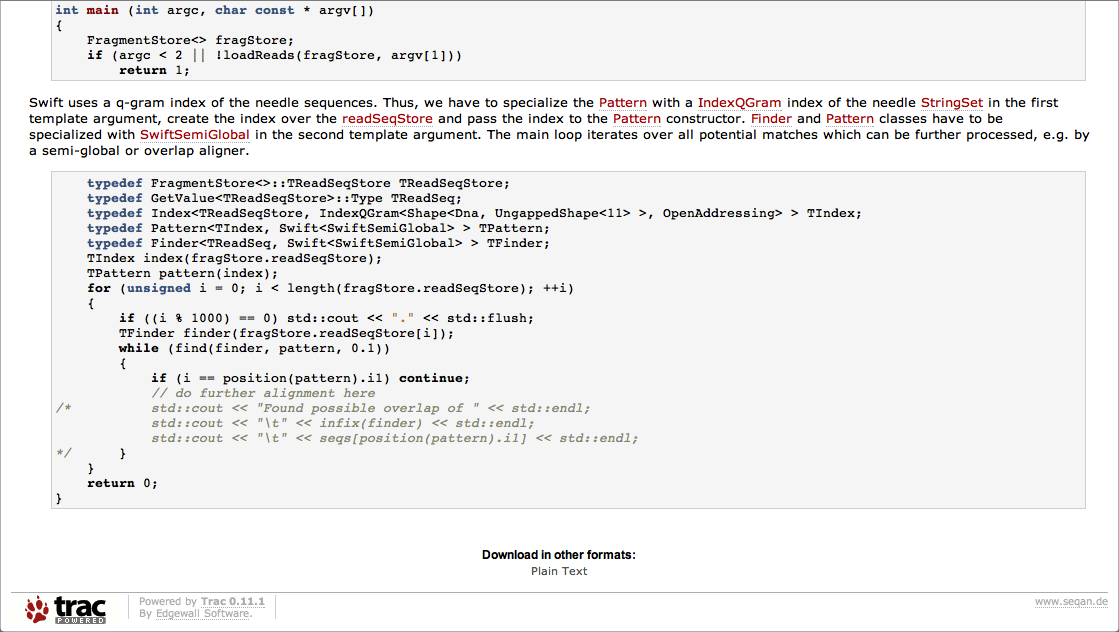 int main (int argc, char const * argv[])
{
    FragmentStore<> fragStore;
    if (argc < 2 || !loadReads(fragStore, argv[1]))
        return 1;
Swift uses a q-gram index of the needle sequences. Thus, we have to specialize the Pattern with a IndexQGram index of the needle StringSet in the first
template argument, create the index over the readSeqStore and pass the index to the Pattern constructor. Finder and Pattern classes have to be
specialized with SwiftSemiGlobal in the second template argument. The main loop iterates over all potential matches which can be further processed, e.g. by
a semi-global or overlap aligner.
    typedef FragmentStore<>::TReadSeqStore TReadSeqStore;
    typedef GetValue<TReadSeqStore>::Type TReadSeq;
    typedef Index<TReadSeqStore, IndexQGram<Shape<Dna, UngappedShape<11> >, OpenAddressing> > TIndex;
    typedef Pattern<TIndex, Swift<SwiftSemiGlobal> > TPattern;
    typedef Finder<TReadSeq, Swift<SwiftSemiGlobal> > TFinder;
    TIndex index(fragStore.readSeqStore);
    TPattern pattern(index);
    for (unsigned i = 0; i < length(fragStore.readSeqStore); ++i)
    {
        if ((i % 1000) == 0) std::cout << "." << std::flush;
        TFinder finder(fragStore.readSeqStore[i]);
        while (find(finder, pattern, 0.1))
        {
            if (i == position(pattern).i1) continue;
            // do further alignment here
/*          std::cout << "Found possible overlap of " << std::endl;
            std::cout << "\t" << infix(finder) << std::endl;
            std::cout << "\t" << seqs[position(pattern).i1] << std::endl;
*/      }
    }
    return 0;
}
Download in other formats:
Plain Text
trac POWERED
Powered by Trac 0.11.1
By Edgewall Software.
www.seqan.de